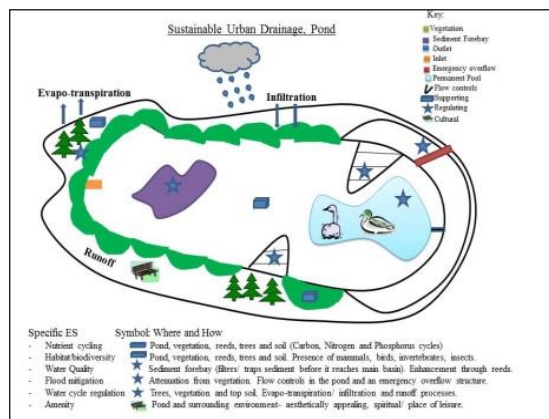 Sustainable Urban Drainage, Pond
Key:
Vegetation
Sediment Forebay
Outlet
Inlet
Emergency overflow
Permanent Pool
Flow controls
Supporting
Regulating
Cultural
Evapo-transpiration
Infiltration
Runoff
Specific ES Symbol: Where and How
- Nutrient cycling Pond, vegetation, reeds, trees and soil (Carbon, Nitrogen and Phosphorus cycles)
- Habitat/biodiversity Pond, vegetation, reeds, trees and soil. Presence of mammals, birds, invertebrates, insects.
- Water Quality Sediment forebay (filters/ traps sediment before it reaches main basin). Enhancement through reeds.
- Flood mitigation Attenuation from vegetation. Flow controls in the pond and an emergency overflow structure.
- Water cycle regulation Trees, vegetation and top soil. Evapo-transpiration/ infiltration and runoff processes.
- Amenity Pond and surrounding environment- aesthetically appealing, spiritual/ place of leisure.